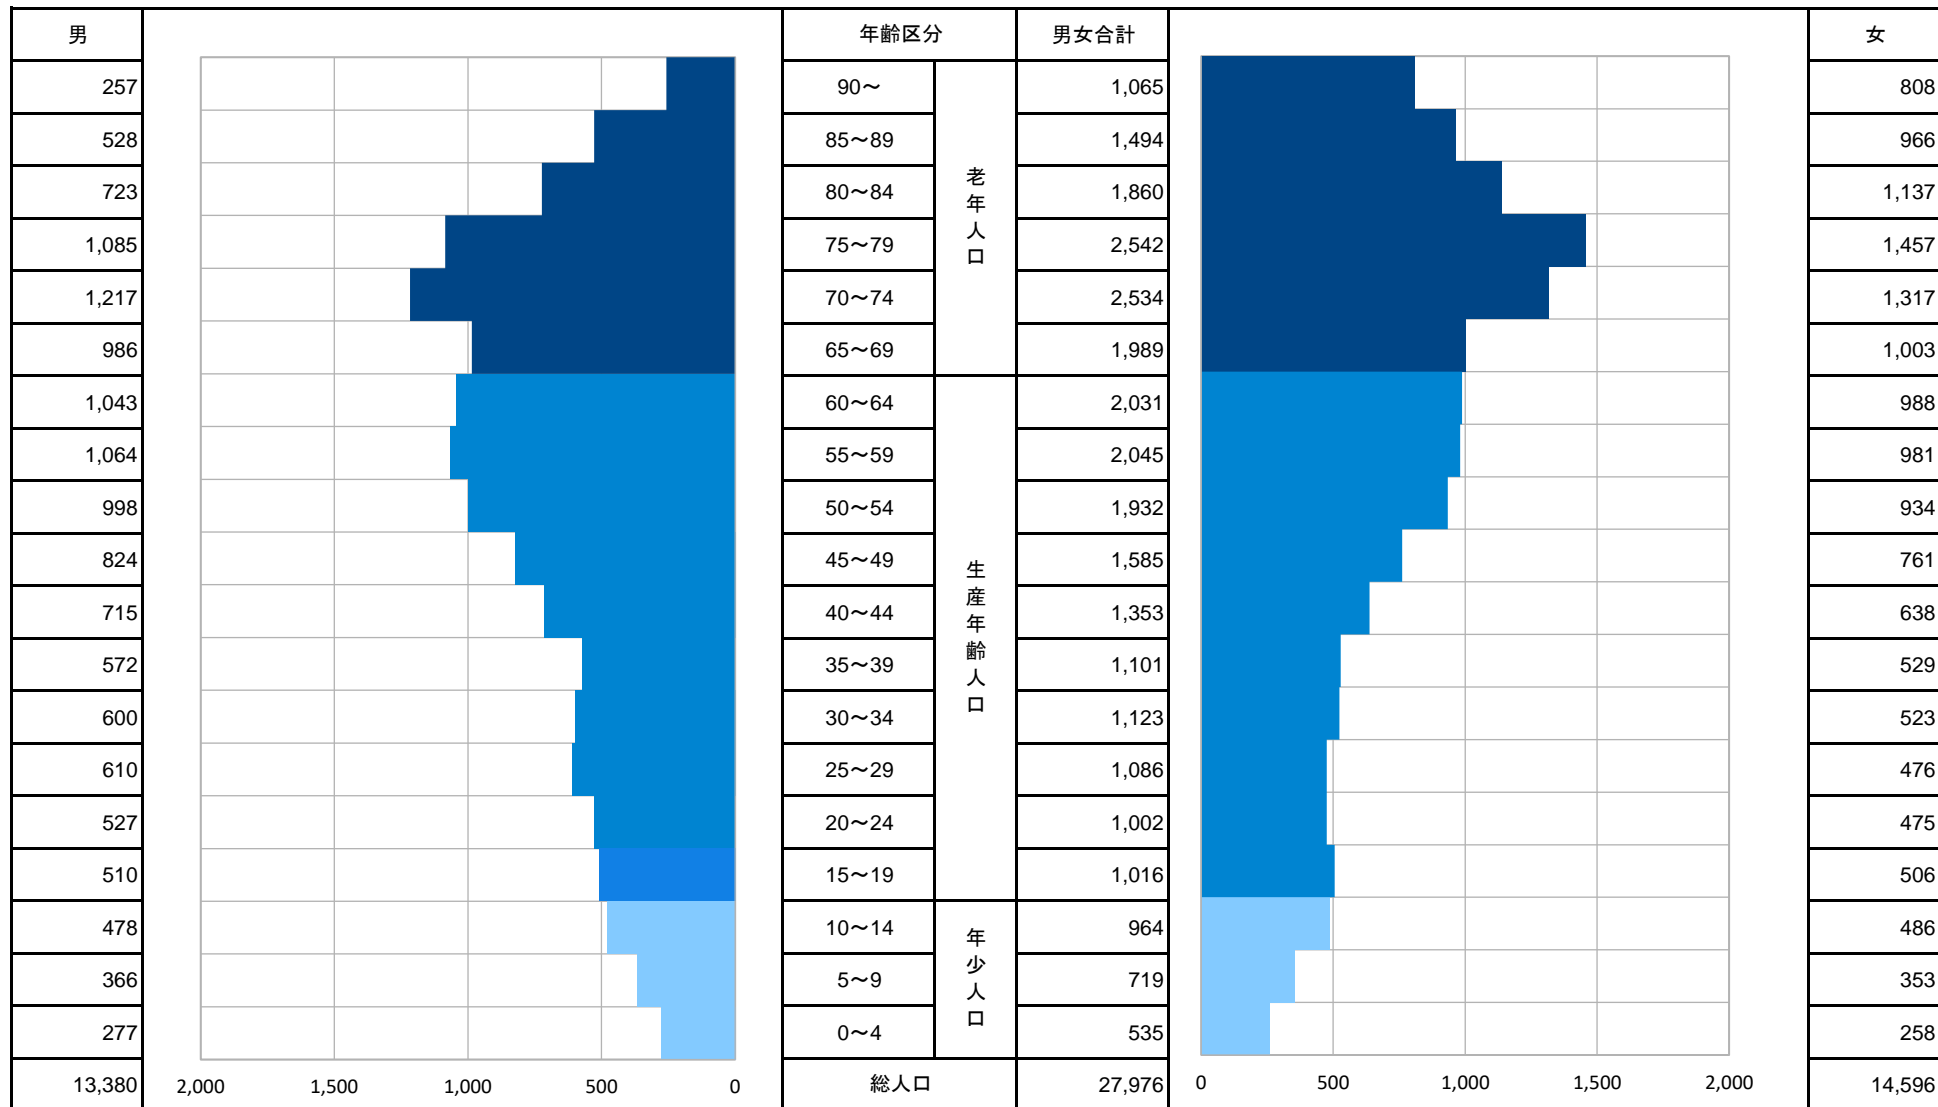 男 年齢区分 男女合計 女
257 90～ 1,065 808
528 85～89 1,494 966
723 80～84 1,860 1,137
1,085 75～79 2,542 1,457
1,217 70～74 2,534 1,317
986 65～69 1,989 1,003
老年人口
1,043 60～64 2,031 988
1,064 55～59 2,045 981
998 50～54 1,932 934
824 45～49 1,585 761
715 40～44 1,353 638
572 35～39 1,101 529
600 30～34 1,123 523
610 25～29 1,086 476
527 20～24 1,002 475
510 15～19 1,016 506
生産年齢人口
478 10～14 964 486
366 5～9 719 353
277 0～4 535 258
年少人口
13,380 2,000 1,500 1,000 500 0 総人口 27,976 0 500 1,000 1,500 2,000 14,596